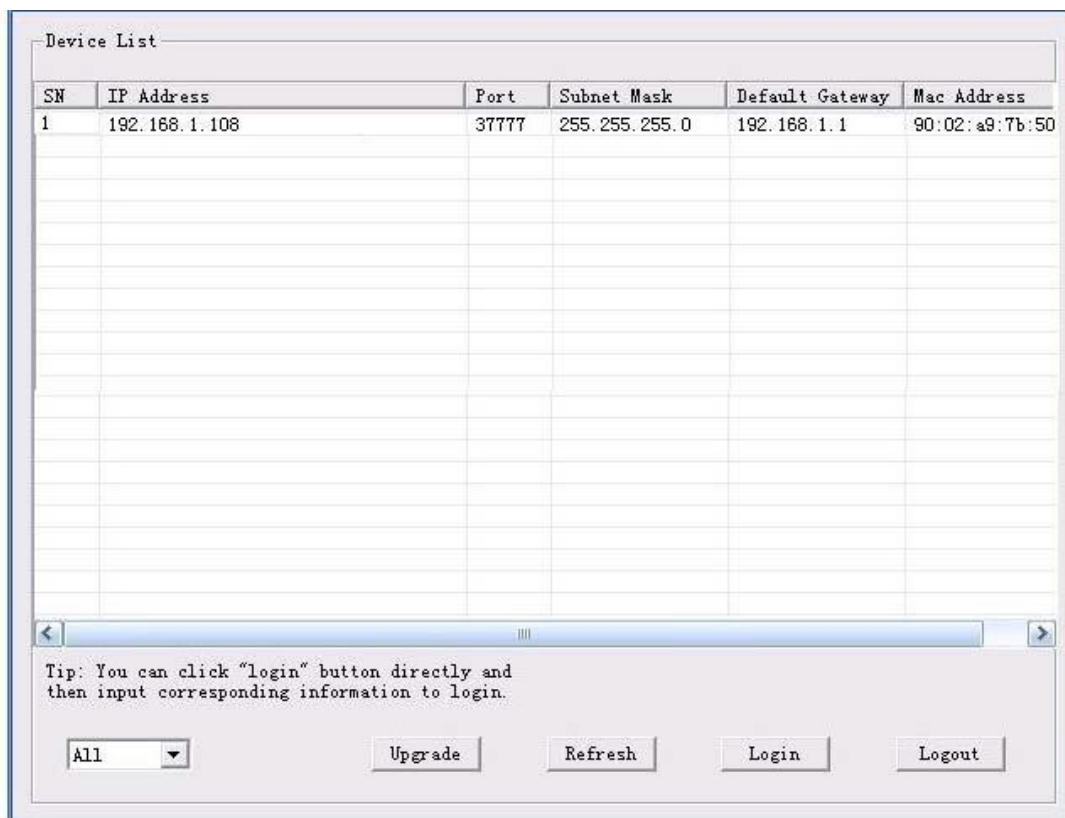 Device List
SN IP Address Port Subnet Mask Default Gateway Mac Address
1 192.168.1.108 37777 255.255.255.0 192.168.1.1 90:02:a9:7b:50
Tip: You can click "login" button directly and
then input corresponding information to login.
All Upgrade Refresh Login Logout